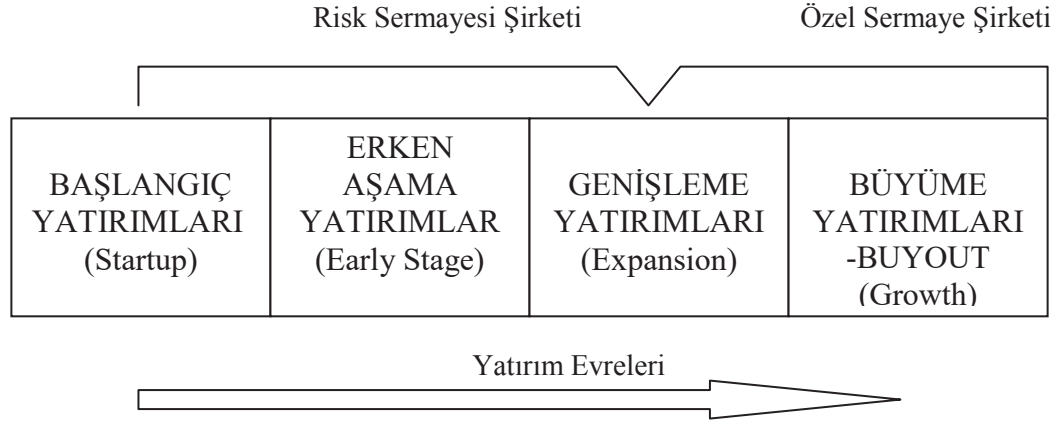 Risk Sermayesi Şirketi
Özel Sermaye Şirketi
BAŞLANGIÇ
YATIRIMLARI
(Startup)
ERKEN
AŞAMA
YATIRIMLAR
(Early Stage)
GENİŞLEME
YATIRIMLARI
(Expansion)
BÜYÜME
YATIRIMLARI
-BUYOUT
(Growth)
Yatırım Evreleri